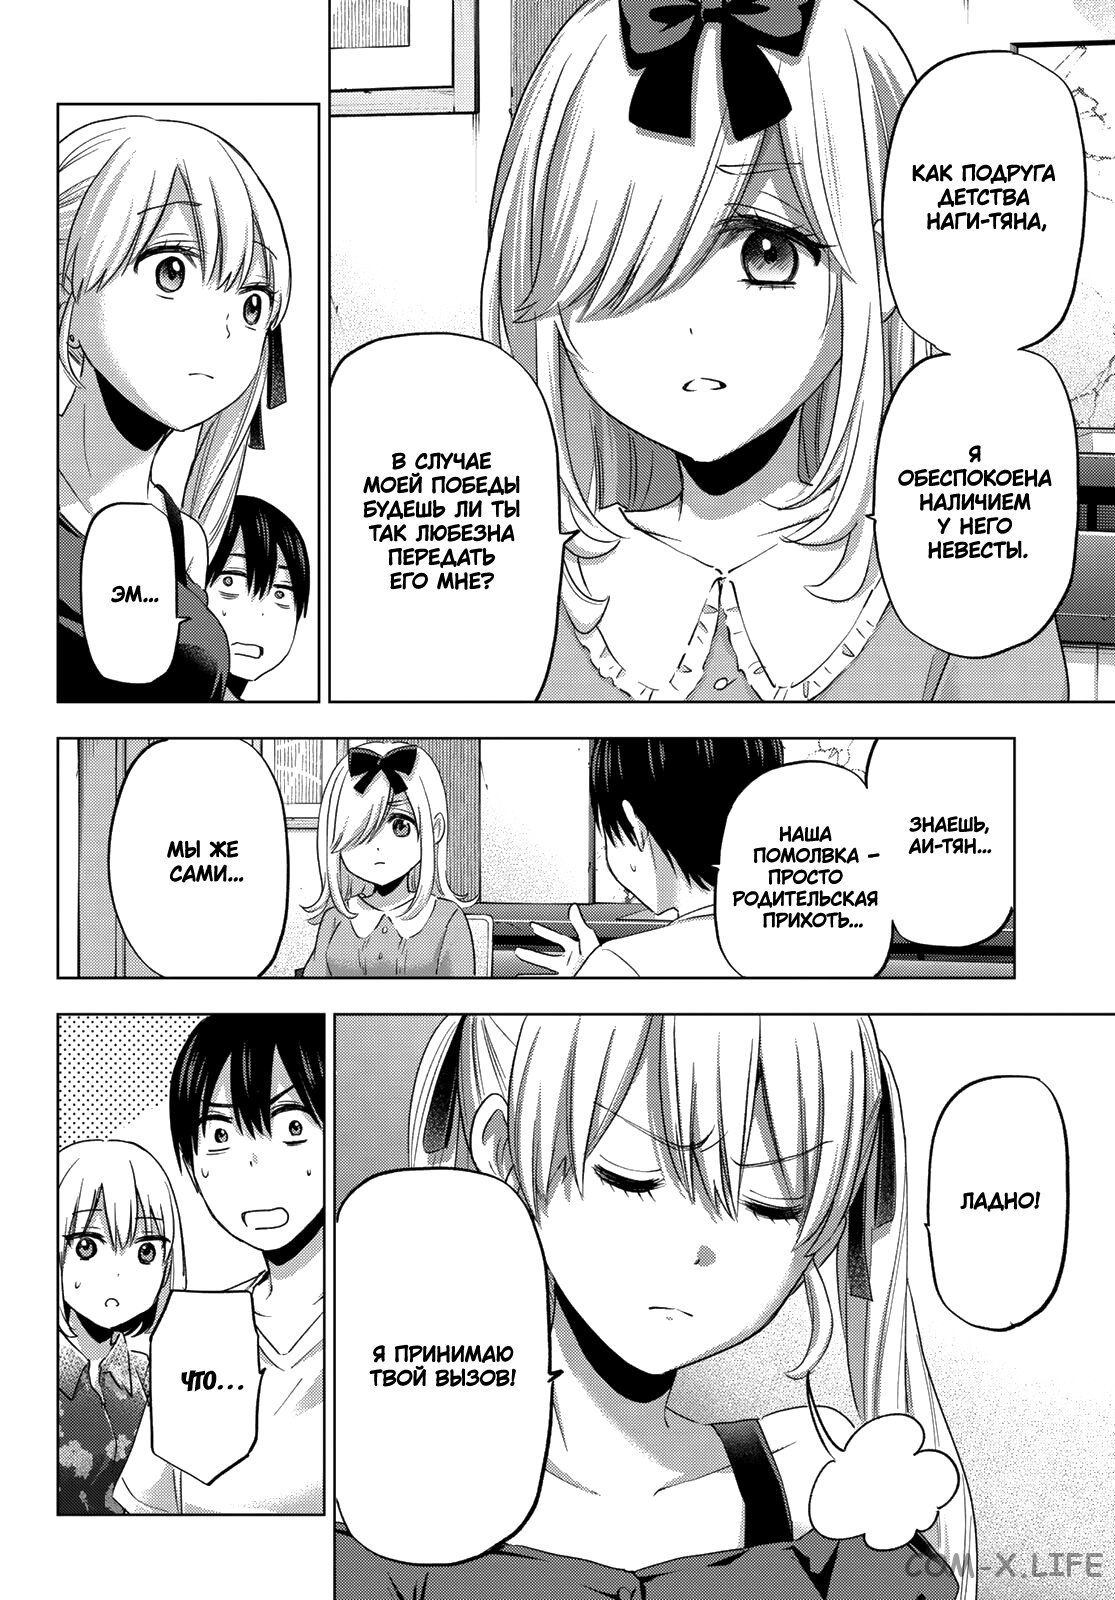 КАК ПОДРУГА
ДЕТСТВА
НАГИ-ТЯНА,
Я
ОБЕСПОКОЕНА
НАЛИЧИЕМ
У НЕГО
НЕВЕСТЫ.
В СЛУЧАЕ
МОЕЙ ПОБЕДЫ
БУДЕШЬ ЛИ ТЫ
ТАК ЛЮБЕЗНА
ПЕРЕДАТЬ
ЕГО МНЕ?
ЭМ...
ЗНАЕШЬ,
АИ-ТЯН...
НАША
ПОМОЛВКА –
ПРОСТО
РОДИТЕЛЬСКАЯ
ПРИХОТЬ...
МЫ ЖЕ
САМИ...
ЛАДНО!
Я ПРИНИМАЮ
ТВОЙ ВЫЗОВ!
ЧТО...
COM-X.LIFE